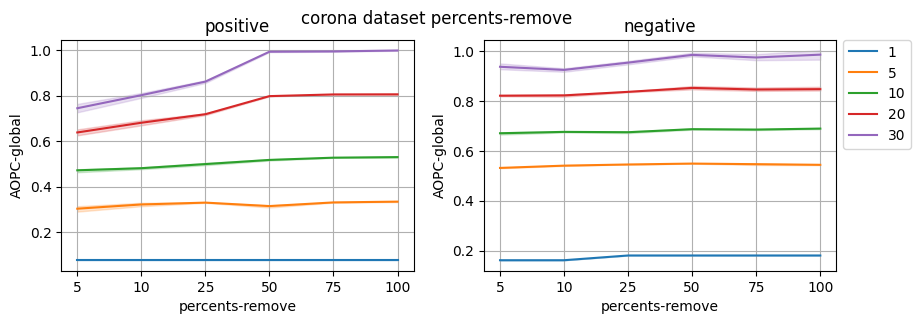 corona dataset percents-remove
positive
1.0
0.8
0.6
0.4
0.2
AOPC-global
5 10 25 50 75 100
percents-remove
negative
1.0
0.8
0.6
0.4
0.2
AOPC-global
5 10 25 50 75 100
percents-remove
1
5
10
20
30